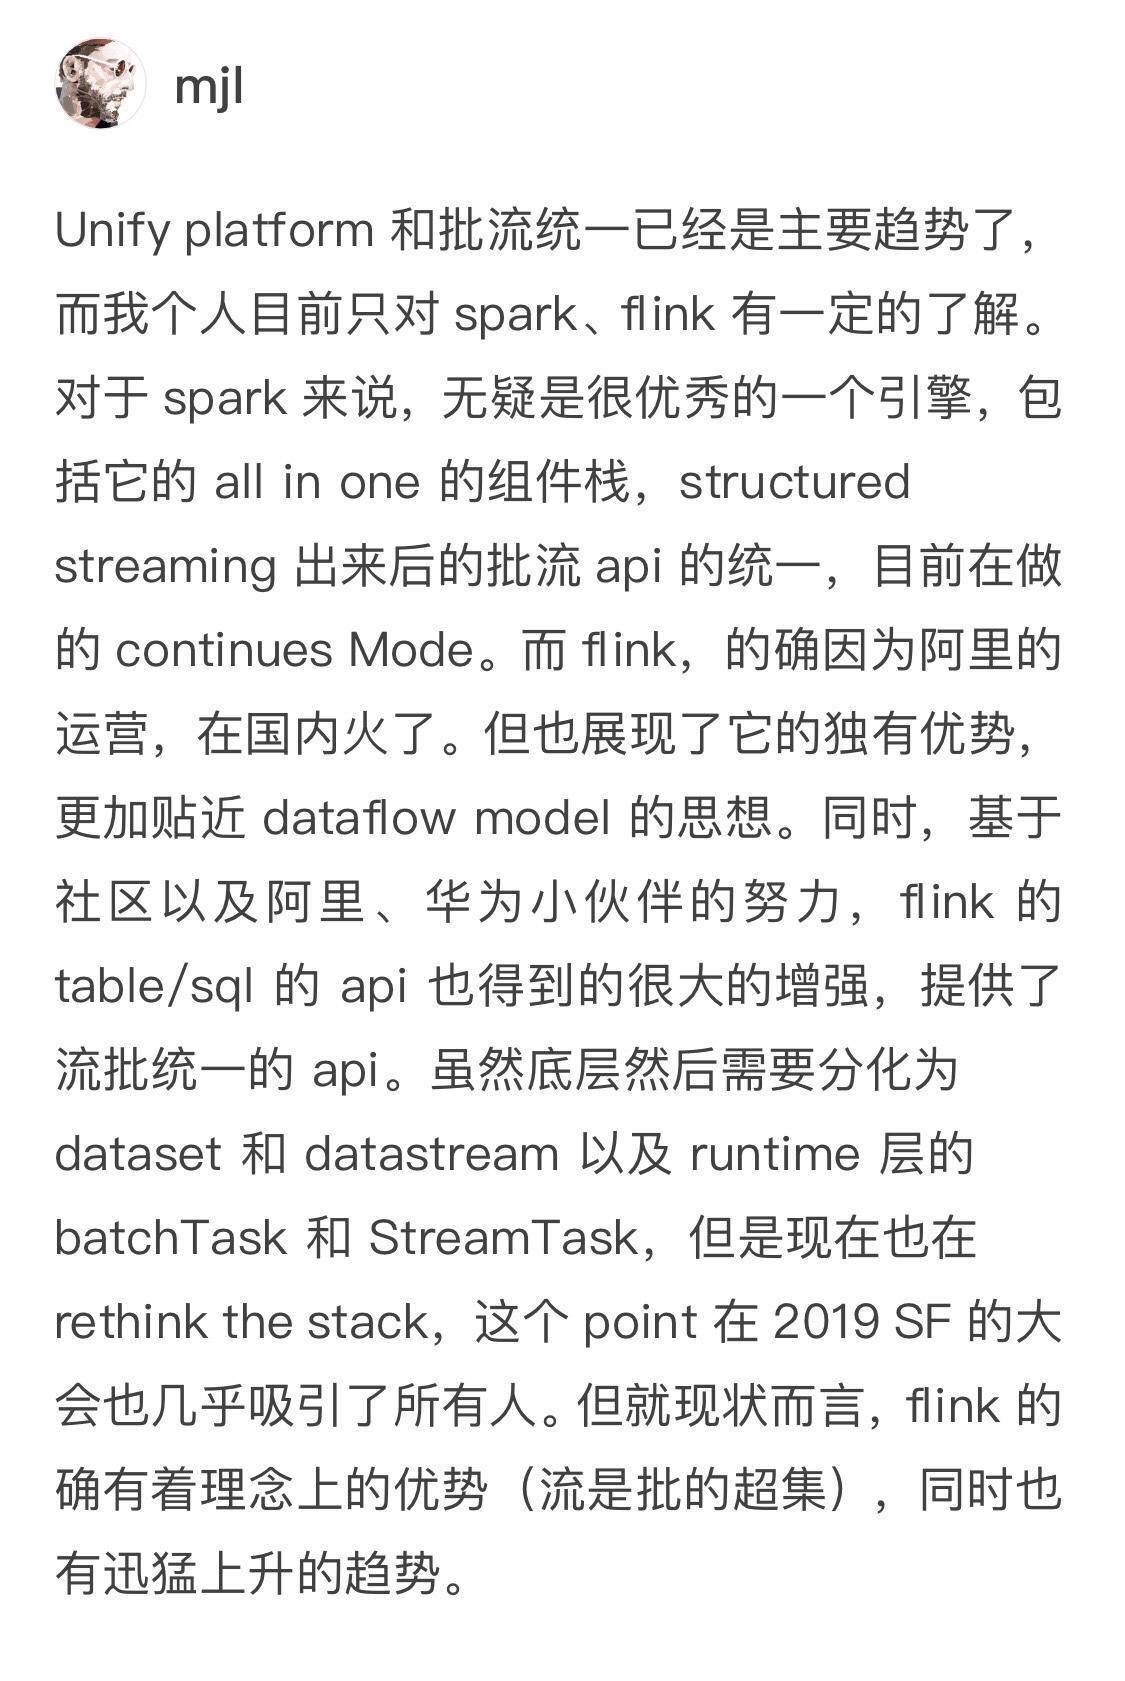 mjl
Unify platform 和批流统一已经是主要趋势了，
而我个人目前只对 spark、flink 有一定的了解。
对于 spark 来说，无疑是很优秀的一个引擎，包
括它的 all in one 的组件栈，structured
streaming 出来后的批流 api 的统一，目前在做
的 continues Mode。而 flink，的确因为阿里的
运营，在国内火了。但也展现了它的独有优势，
更加贴近 dataflow model 的思想。同时，基于
社区以及阿里、华为小伙伴的努力，flink 的
table/sql 的 api 也得到的很大的增强，提供了
流批统一的 api。虽然底层然后需要分化为
dataset 和 datastream 以及 runtime 层的
batchTask 和 StreamTask，但是现在也在
rethink the stack，这个 point 在 2019 SF 的大
会也几乎吸引了所有人。但就现状而言，flink 的
确有着理念上的优势（流是批的超集），同时也
有迅猛上升的趋势。